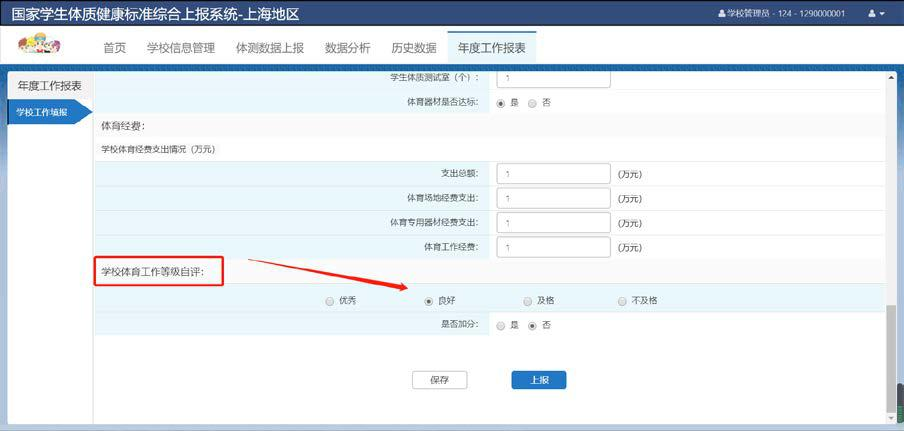 国家学生体质健康标准综合上报系统-上海地区
学校管理员 - 124 - 1290000001
首页 学校信息管理 体测数据上报 数据分析 历史数据 年度工作报表
年度工作报表
学校工作填报
学生体质测试室（个）： 1
体育器材是否达标： 是 否
体育经费：
学校体育经费支出情况（万元）
支出总额： 1 (万元)
体育场地经费支出： 1 (万元)
体育专用器材经费支出： 1 (万元)
体育工作经费： 1 (万元)
学校体育工作等级自评：
优秀 良好 及格 不及格
是否加分： 是 否
保存 上报